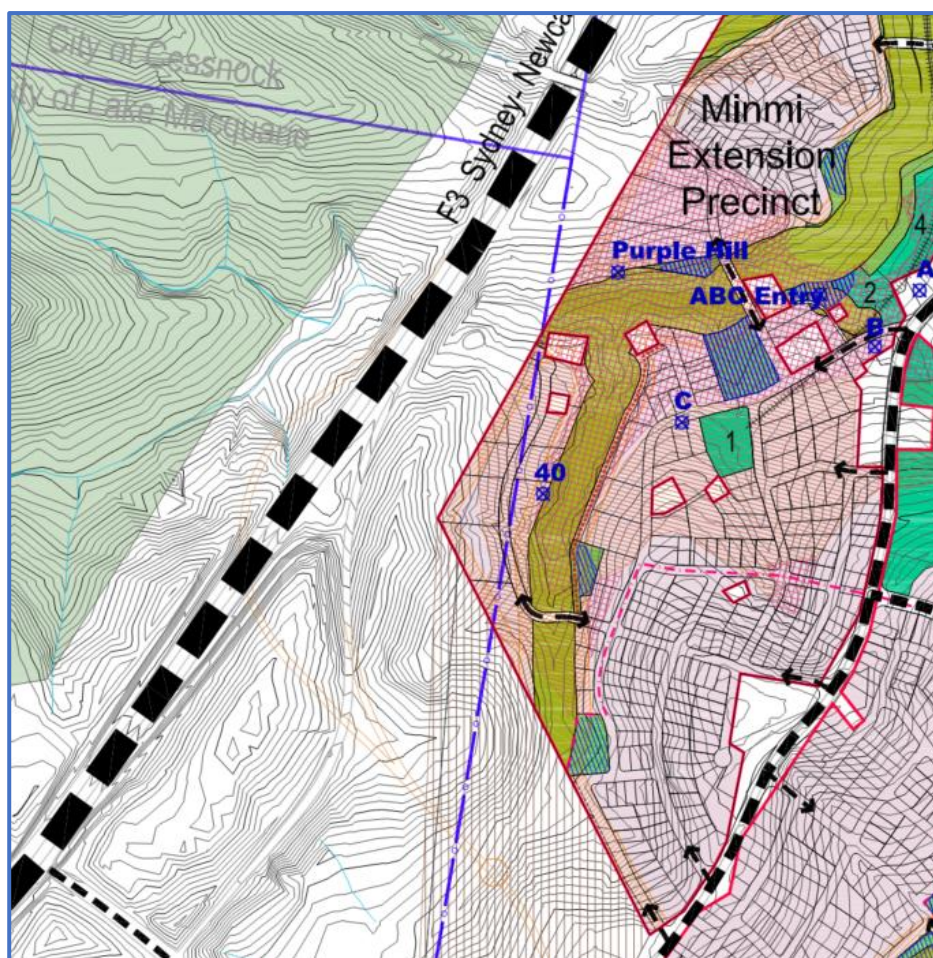 City of Cessnock
ity of Lake Macquarie
F3 Sydney-Newca
Minmi
Extension
Precinct
4
Purple Hill
A
ABC Entry
2
B
C
1
40